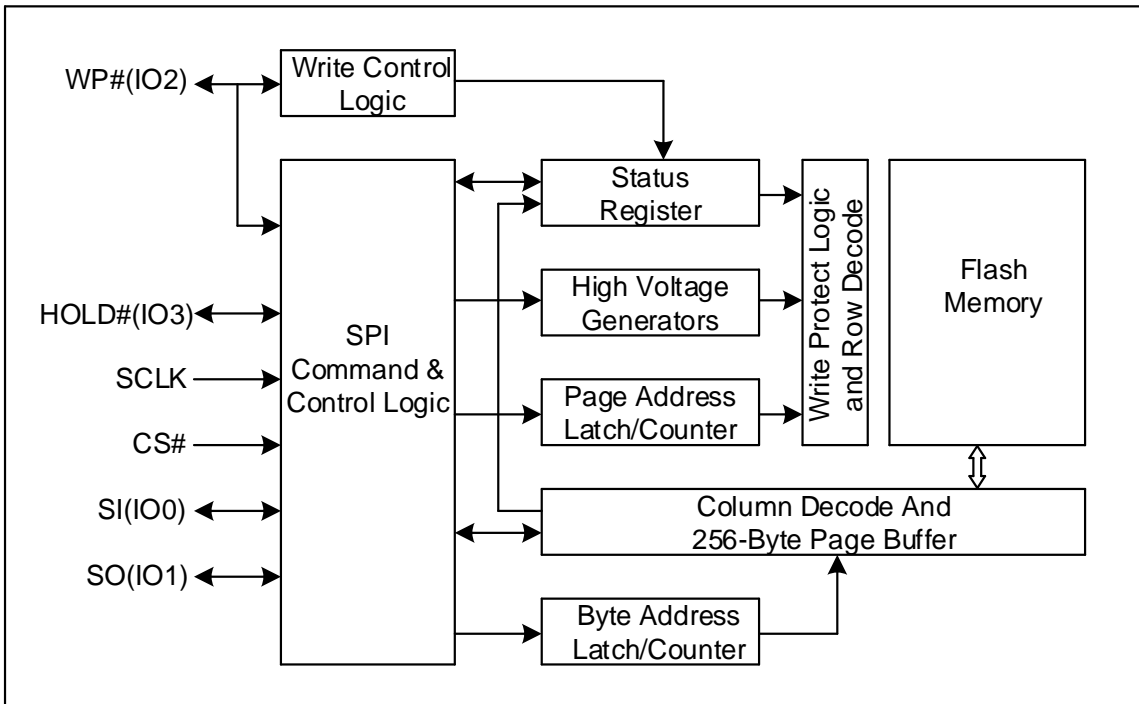 WP#(IO2)
Write Control
Logic
Status
Register
HOLD#(IO3)
SCLK
CS#
SI(IO0)
SO(IO1)
SPI
Command &
Control Logic
High Voltage
Generators
Page Address
Latch/Counter
Write Protect Logic
and Row Decode
Flash
Memory
Column Decode And
256-Byte Page Buffer
Byte Address
Latch/Counter